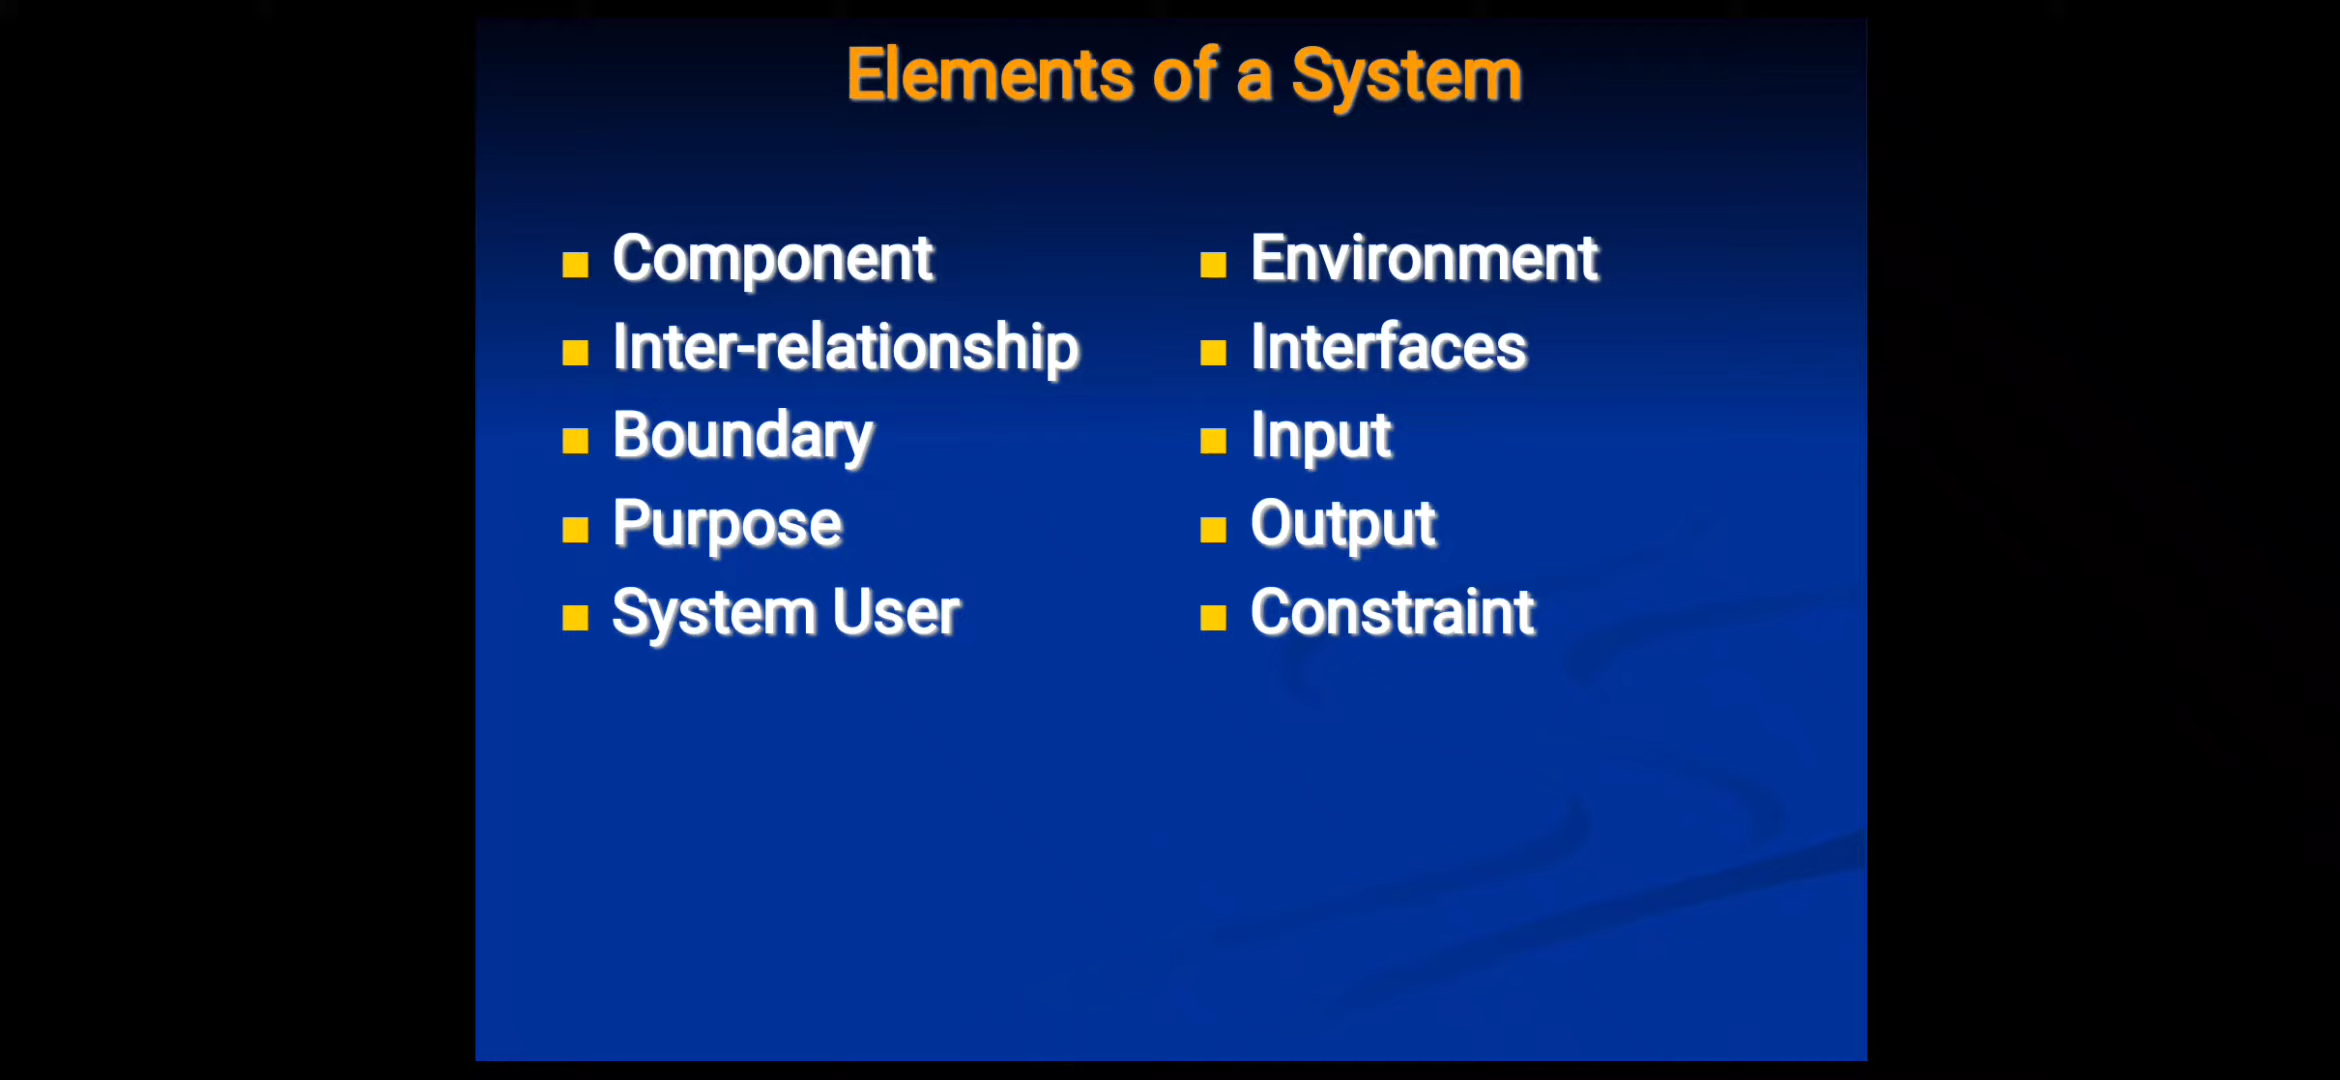 Elements of a System
Component
Inter-relationship
Boundary
Purpose
System User
Environment
Interfaces
Input
Output
Constraint